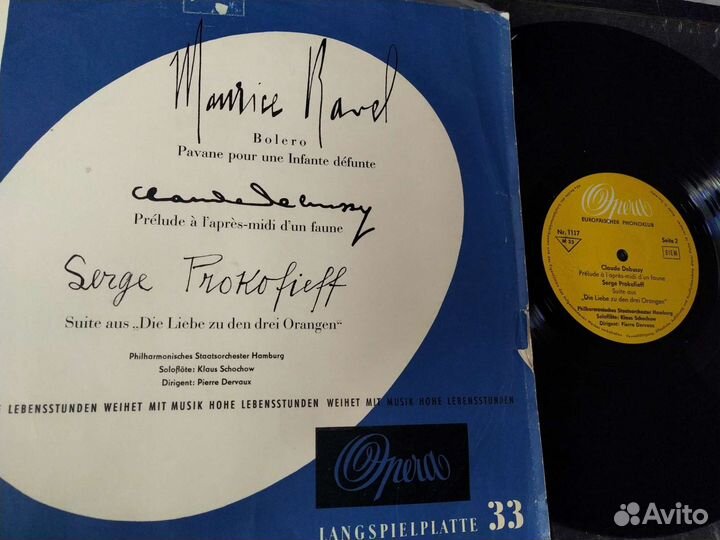 Maurice Ravel
Bolero
Pavane pour une Infante défunte
Claude Debussy
Prélude à l'après-midi d'un faune
Serge Prokofieff
Suite aus „Die Liebe zu den drei Orangen“
Philharmonisches Staatsorchester Hamburg
Soloflöte: Klaus Schochow
Dirigent: Pierre Dervaux
E LEBENSSTUNDEN WEIHET MIT MUSIK HOHE LEBENSSTUNDEN WEIHET MIT MUSIK HOHE LEBENSSTUNDEN
Opera
LANGSPIELPLATTE 33
Opera
EUROPÄISCHER PHONOKLUB
Nr. 1117
M 33
Seite 2
Claude Debussy
Prélude à l'après-midi d'un faune
Serge Prokofieff
Suite aus
„Die Liebe zu den drei Orangen“
Philharmonisches Staatsorchester Hamburg
Soloflöte: Klaus Schochow
Dirigent: Pierre Dervaux
Avito